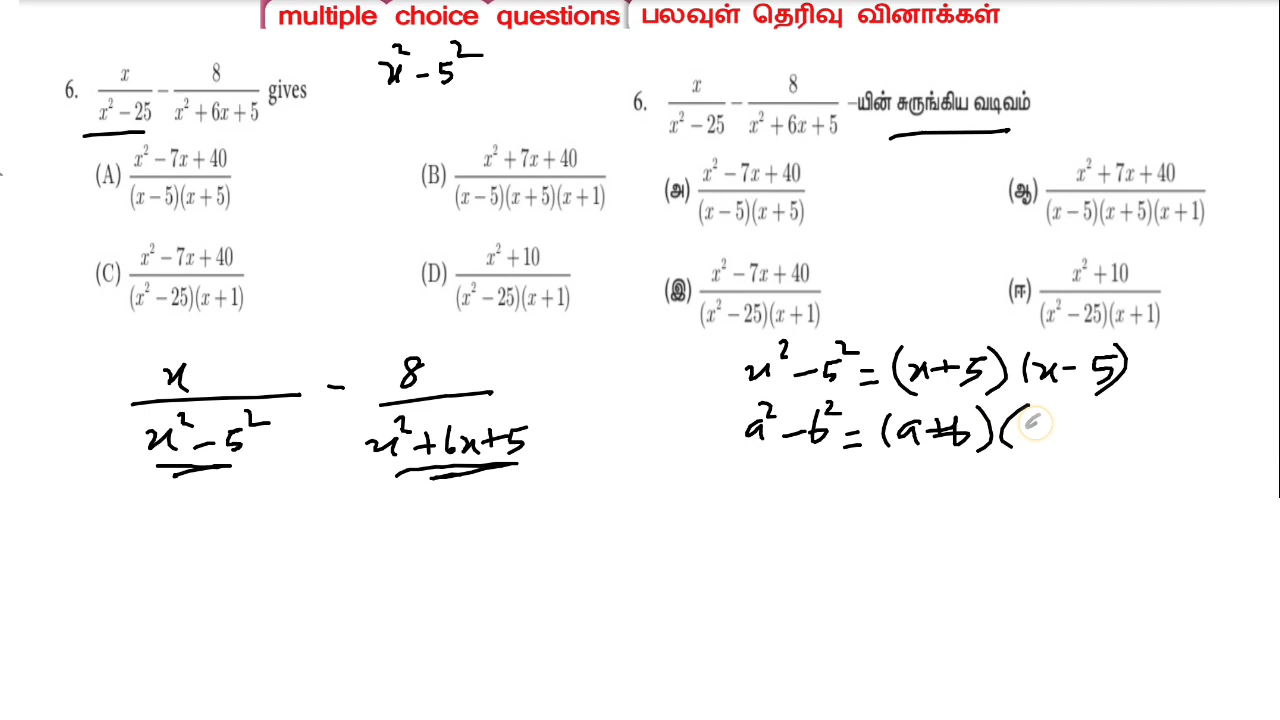 multiple choice questions பலவுள் தெரிவு வினாக்கள்
x² - 5²
6. x/(x² - 25) - 8/(x² + 6x + 5) gives
(A) (x² - 7x + 40)/((x - 5)(x + 5))
(B) (x² + 7x + 40)/((x - 5)(x + 5)(x + 1))
(C) (x² - 7x + 40)/((x² - 25)(x + 1))
(D) (x² + 10)/((x² - 25)(x + 1))
6. x/(x² - 25) - 8/(x² + 6x + 5) -யின் சுருங்கிய வடிவம்
(அ) (x² - 7x + 40)/((x - 5)(x + 5))
(ஆ) (x² + 7x + 40)/((x - 5)(x + 5)(x + 1))
(இ) (x² - 7x + 40)/((x² - 25)(x + 1))
(ஈ) (x² + 10)/((x² - 25)(x + 1))
x/(x² - 5²) - 8/(x² + 6x + 5)
x² - 5² = (x + 5) (x - 5)
a² - b² = (a + b) (